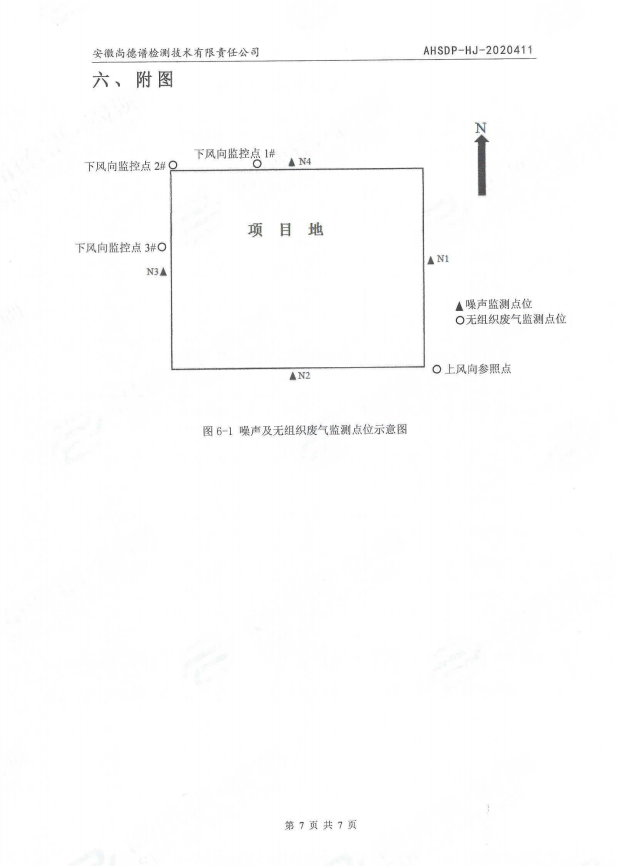 安徽尚德谱检测技术有限责任公司 AHSDP-HJ-2020411
六、附图
N
下风向监控点 1#
N4
下风向监控点 2#
项 目 地
下风向监控点 3#
N3
N1
噪声监测点位
无组织废气监测点位
上风向参照点
N2
图 6-1 噪声及无组织废气监测点位示意图
第 7 页 共 7 页